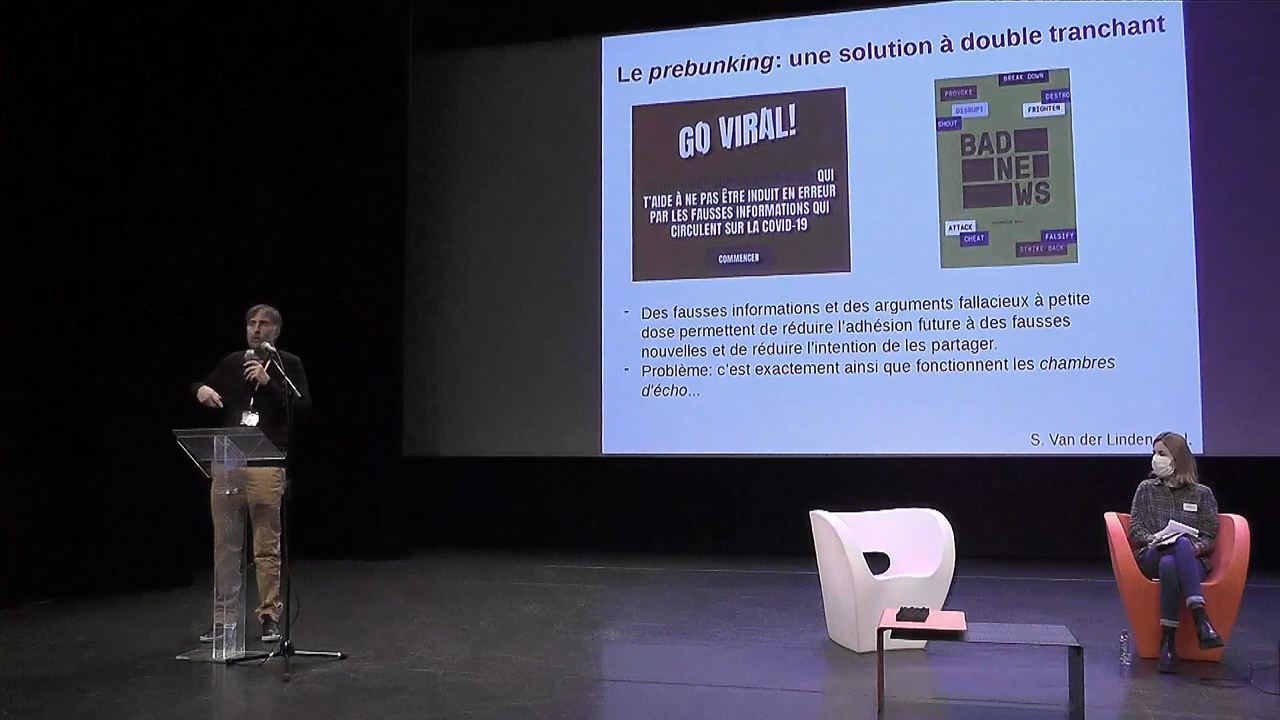 Le prebunking: une solution à double tranchant
GO VIRAL!
QUI
T'AIDE À NE PAS ÊTRE INDUIT EN ERREUR
PAR LES FAUSSES INFORMATIONS QUI
CIRCULENT SUR LA COVID-19
COMMENCER
BREAK DOWN
PROVOKE
DESTRO
DISRUPT
FRIGHTEN
SHOUT
BAD
NE
WS
ATTACK
CHEAT
FALSIFY
STRIKE BACK
- Des fausses informations et des arguments fallacieux à petite
dose permettent de réduire l'adhésion future à des fausses
nouvelles et de réduire l'intention de les partager.
- Problème: c'est exactement ainsi que fonctionnent les chambres
d'écho...
S. Van der Linden